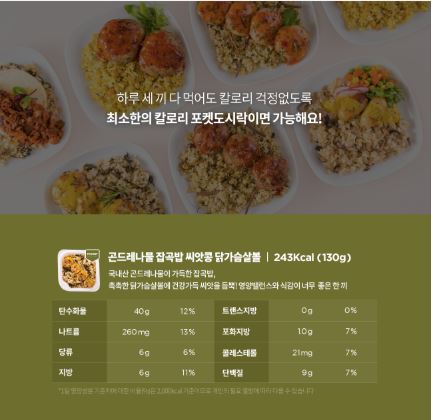 하루 세 끼 다 먹어도 칼로리 걱정없도록
최소한의 칼로리 포켓도시락이면 가능해요!
곤드레나물 잡곡밥 씨앗콩 닭가슴살볼 | 243Kcal (130g)
국내산 곤드레나물이 가득한 잡곡밥,
촉촉한 닭가슴살볼에 건강가득 씨앗을 듬뿍! 영양밸런스와 식감이 너무 좋은 한 끼
탄수화물 40g 12% 트랜스지방 0g 0%
나트륨 260mg 13% 포화지방 1.0g 7%
당류 6g 6% 콜레스테롤 21mg 7%
지방 6g 11% 단백질 9g 7%
*1일 영양성분 기준치에 대한 비율(%)은 2,000kcal 기준이므로 개인의 필요 열량에 따라 다를 수 있습니다